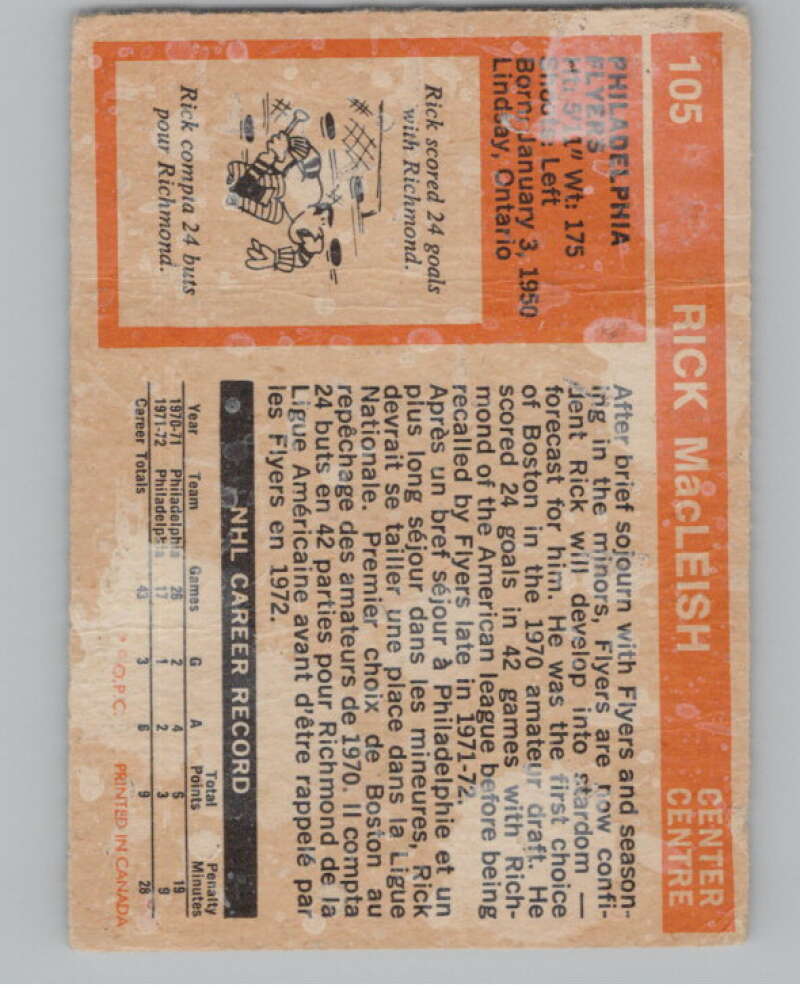 105 RICK MacLEISH CENTER
CENTRE
PHILADELPHIA
FLYERS
Ht: 5'11" Wt: 175
Shoots: Left
Born: January 3, 1950
Lindsay, Ontario
Rick scored 24 goals
with Richmond.
Rick compta 24 buts
pour Richmond.
After brief sojourn with Flyers and season-
ing in the minors, Flyers are now confi-
dent Rick will develop into stardom —
forecast for him. He was the first choice
of Boston in the 1970 amateur draft. He
scored 24 goals in 42 games with Rich-
mond of the American league before being
recalled by Flyers late in 1971-72.
Après un bref séjour à Philadelphie et un
plus long séjour dans les mineures, Rick
devrait se tailler une place dans la Ligue
Nationale. Premier choix de Boston au
repêchage des amateurs de 1970. Il compta
24 buts en 42 parties pour Richmond de la
Ligue Américaine avant d'être rappelé par
les Flyers en 1972.
NHL CAREER RECORD
Year Team Games G A Total Points Penalty Minutes
1970-71 Philadelphia 26 2 4 6 19
1971-72 Philadelphia 17 1 2 3 9
Career Totals 43 3 6 9 28
O.P.C. PRINTED IN CANADA